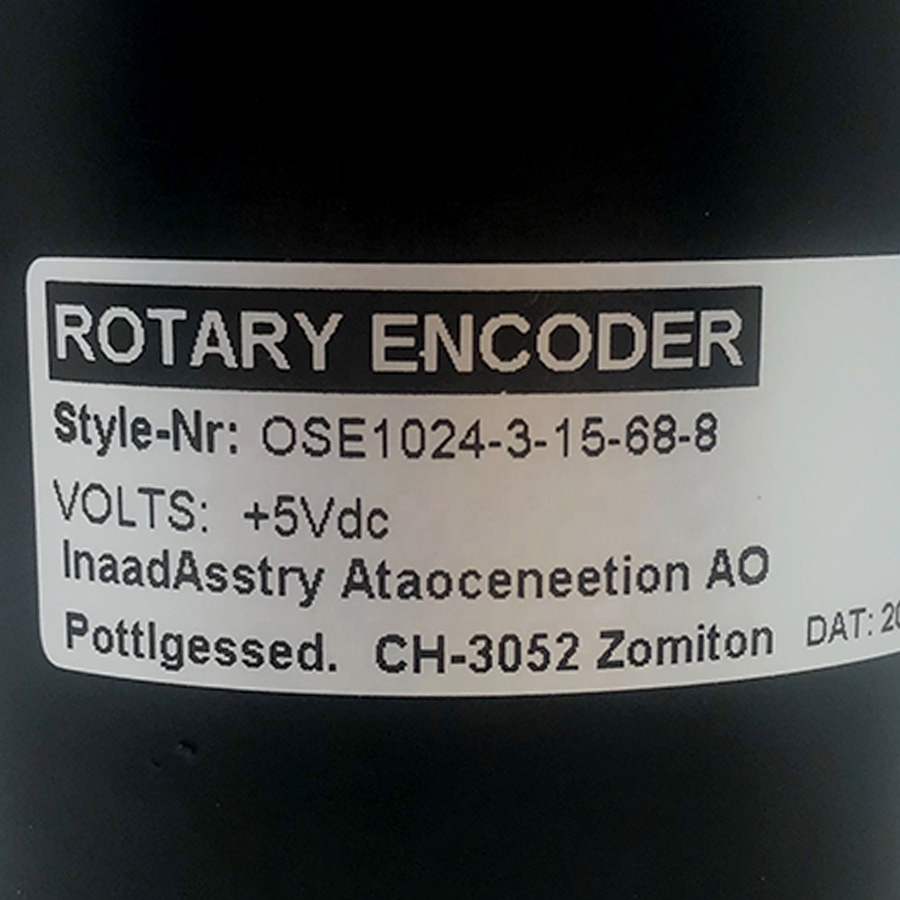 ROTARY ENCODER
Style-Nr: OSE1024-3-15-68-8
VOLTS: +5Vdc
InaadAsstry Ataoceneetion AO
Pottlgessed. CH-3052 Zomiton
DAT: 20